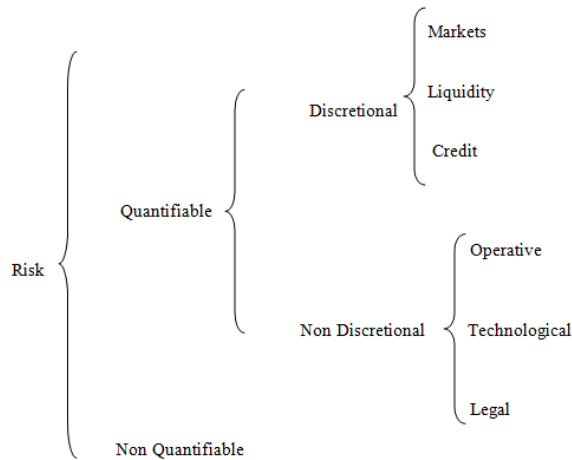 Markets
Liquidity
Discretional
Credit
Quantifiable
Operative
Risk
Non Discretional
Technological
Legal
Non Quantifiable